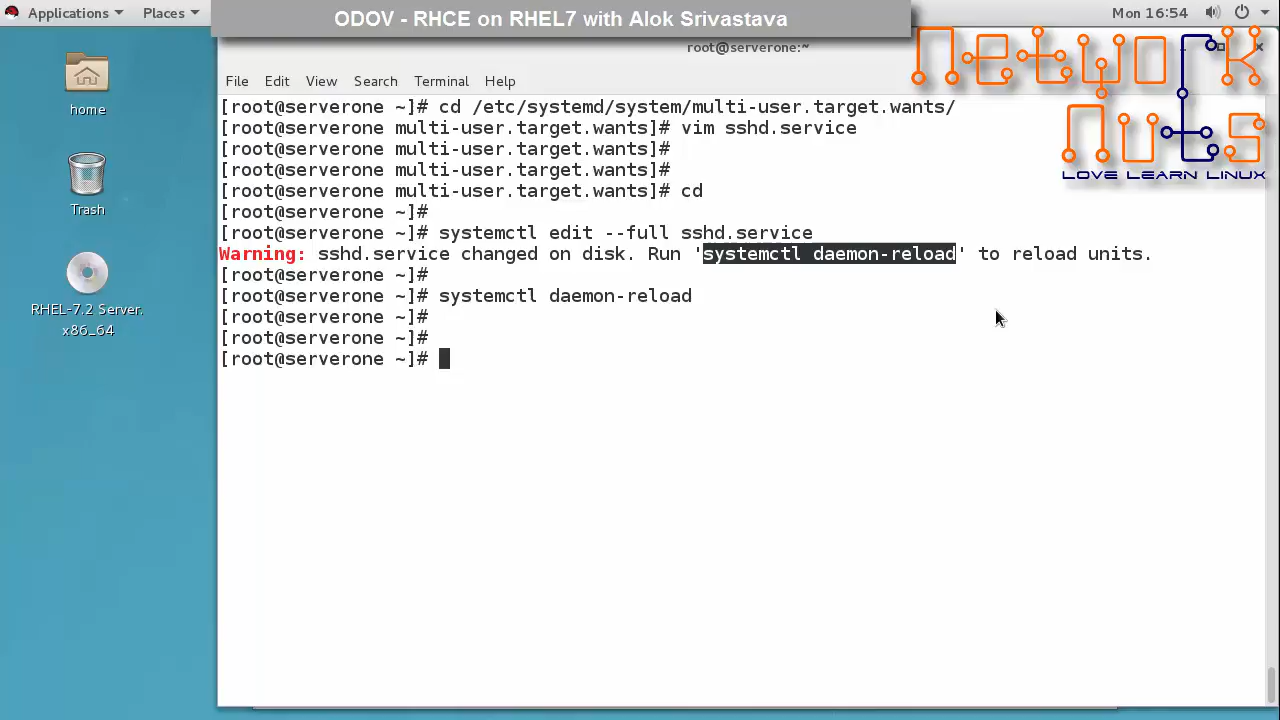 Applications Places ODOV - RHCE on RHEL7 with Alok Srivastava Mon 16:54
root@serverone:~
NETWORK
NUTS
LOVE LEARN LINUX
File Edit View Search Terminal Help
[root@serverone ~]# cd /etc/systemd/system/multi-user.target.wants/
[root@serverone multi-user.target.wants]# vim sshd.service
[root@serverone multi-user.target.wants]#
[root@serverone multi-user.target.wants]#
[root@serverone multi-user.target.wants]# cd
[root@serverone ~]#
[root@serverone ~]# systemctl edit --full sshd.service
Warning: sshd.service changed on disk. Run 'systemctl daemon-reload' to reload units.
[root@serverone ~]#
[root@serverone ~]# systemctl daemon-reload
[root@serverone ~]#
[root@serverone ~]#
[root@serverone ~]#
home
Trash
RHEL-7.2 Server.
x86_64